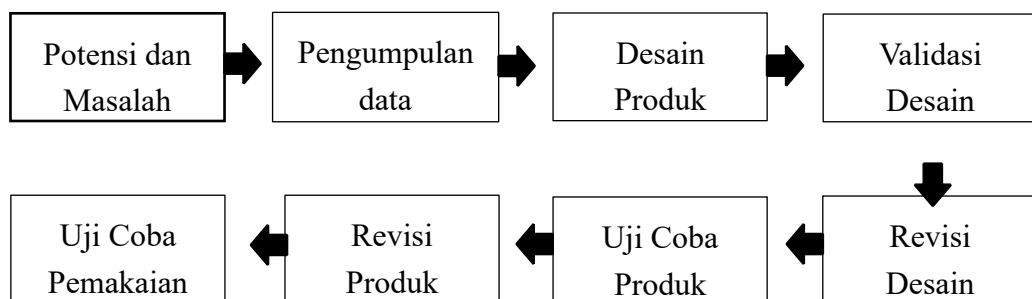 Potensi dan
Masalah
Pengumpulan
data
Desain
Produk
Validasi
Desain
Revisi
Desain
Uji Coba
Produk
Revisi
Produk
Uji Coba
Pemakaian